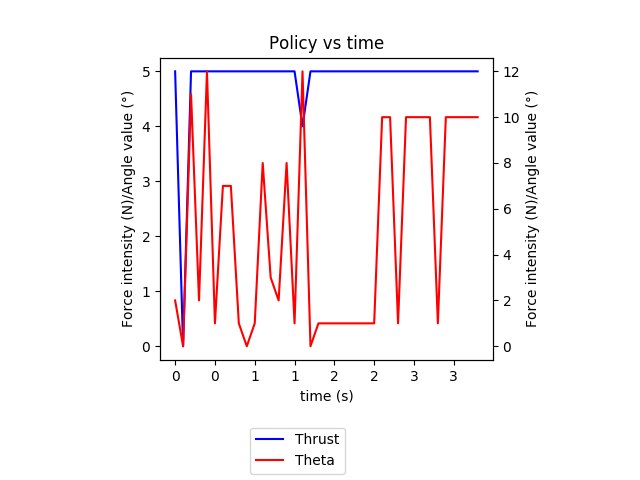 Policy vs time
5
4
3
2
1
0
Force intensity (N)/Angle value (°)
12
10
8
6
4
2
0
Force intensity (N)/Angle value (°)
0 0 1 1 2 2 3 3
time (s)
Thrust
Theta